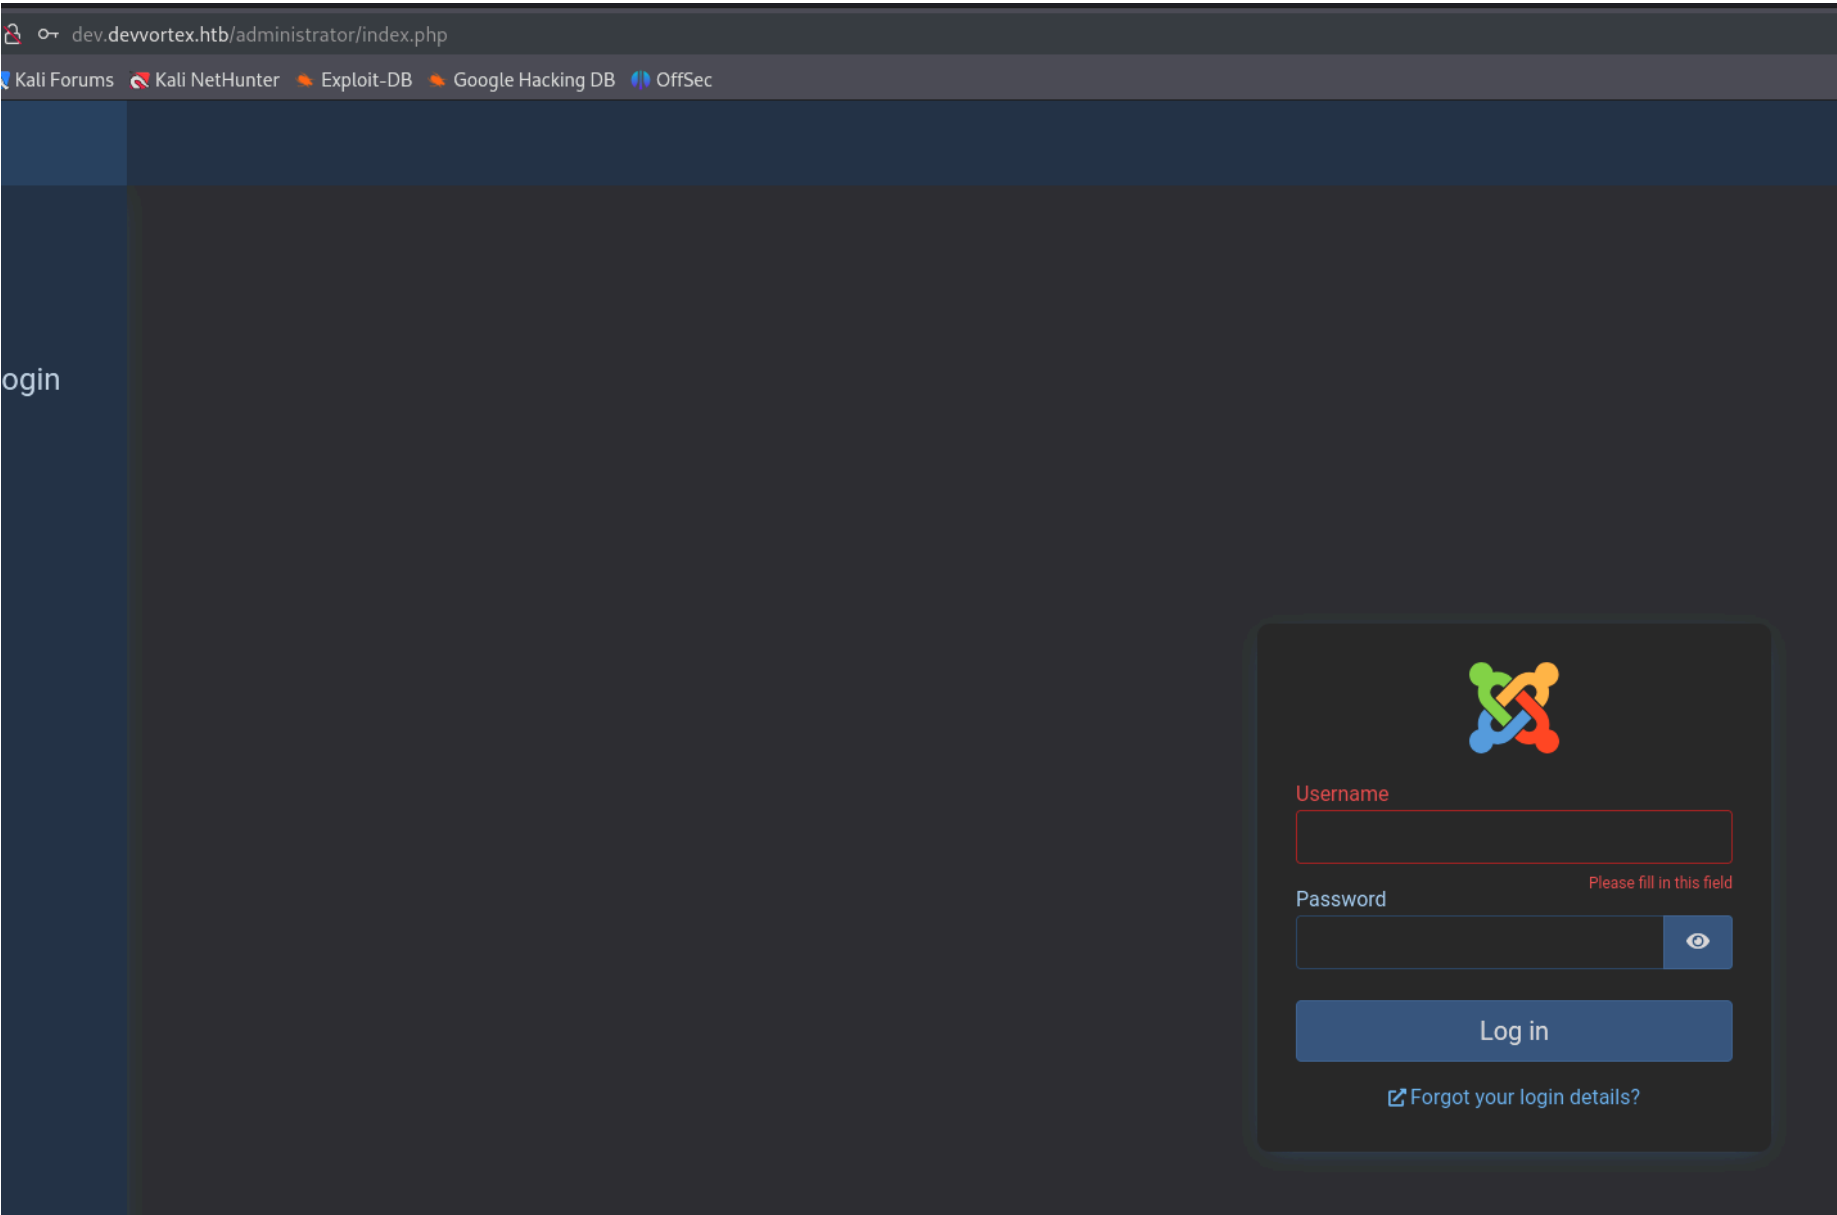 dev.devvortex.htb/administrator/index.php
Kali Forums Kali NetHunter Exploit-DB Google Hacking DB OffSec
ogin
Username
Please fill in this field
Password
Log in
Forgot your login details?